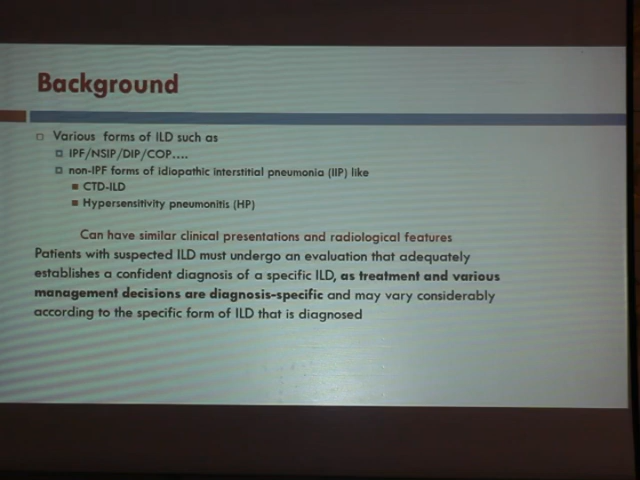 Background
Various forms of ILD such as
IPF/NSIP/DIP/COP....
non-IPF forms of idiopathic interstitial pneumonia (IIP) like
CTD-ILD
Hypersensitivity pneumonitis (HP)
Can have similar clinical presentations and radiological features
Patients with suspected ILD must undergo an evaluation that adequately
establishes a confident diagnosis of a specific ILD, as treatment and various
management decisions are diagnosis-specific and may vary considerably
according to the specific form of ILD that is diagnosed